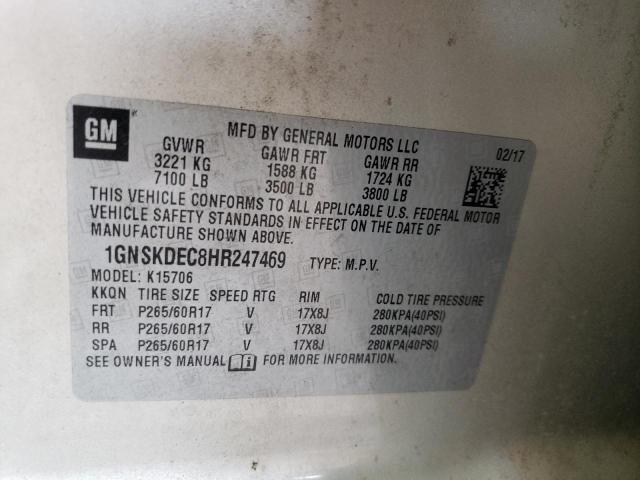 GM
MFD BY GENERAL MOTORS LLC 02/17
GVWR GAWR FRT GAWR RR
3221 KG 1588 KG 1724 KG
7100 LB 3500 LB 3800 LB
THIS VEHICLE CONFORMS TO ALL APPLICABLE U.S. FEDERAL MOTOR
VEHICLE SAFETY STANDARDS IN EFFECT ON THE DATE OF
MANUFACTURE SHOWN ABOVE.
1GNSKDEC8HR247469 TYPE: M.P.V.
MODEL: K15706
KKQN TIRE SIZE SPEED RTG RIM COLD TIRE PRESSURE
FRT P265/60R17 V 17X8J 280KPA(40PSI)
RR P265/60R17 V 17X8J 280KPA(40PSI)
SPA P265/60R17 V 17X8J 280KPA(40PSI)
SEE OWNER'S MANUAL FOR MORE INFORMATION.